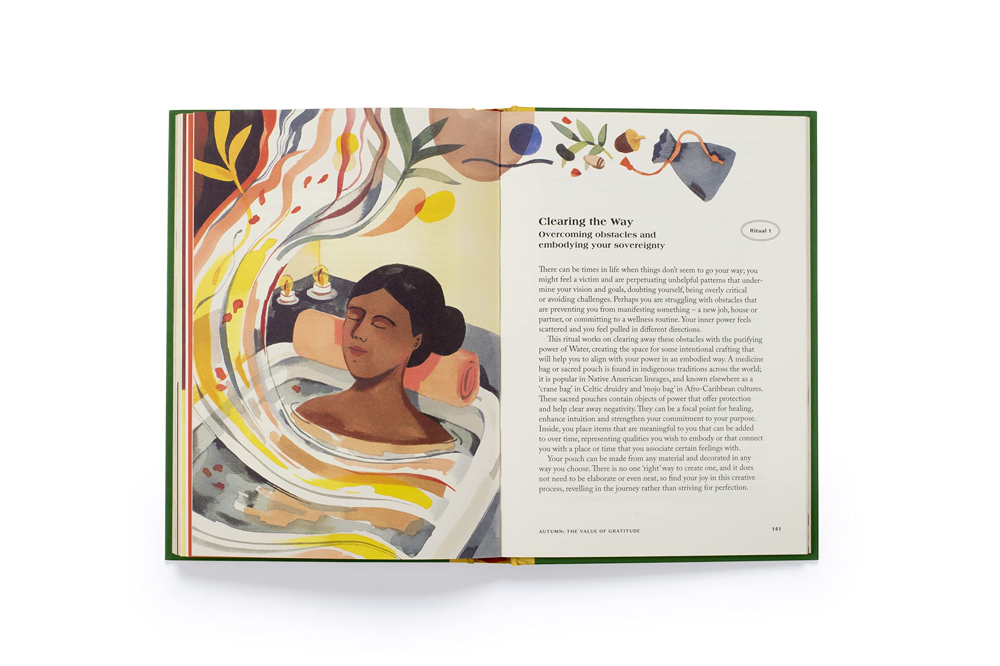 Clearing the Way
Overcoming obstacles and
embodying your sovereignty
Ritual 1
There can be times in life when things don’t seem to go your way; you
might feel a victim and are perpetuating unhelpful patterns that under-
mine your vision and goals, doubting yourself, being overly critical
or avoiding challenges. Perhaps you are struggling with obstacles that
are preventing you from manifesting something – a new job, house or
partner, or committing to a wellness routine. Your inner power feels
scattered and you feel pulled in different directions.
This ritual works on clearing away these obstacles with the purifying
power of Water, creating the space for some intentional crafting that
will help you to align with your power in an embodied way. A medicine
bag or sacred pouch is found in indigenous traditions across the world;
it is popular in Native American lineages, and known elsewhere as a
‘crane bag’ in Celtic druidry and ‘mojo bag’ in Afro-Caribbean cultures.
These sacred pouches contain objects of power that offer protection
and help clear away negativity. They can be a focal point for healing,
enhance intuition and strengthen your commitment to your purpose.
Inside, you place items that are meaningful to you that can be added
to over time, representing qualities you wish to embody or that connect
you with a place or time that you associate certain feelings with.
Your pouch can be made from any material and decorated in any
way you choose. There is no one ‘right’ way to create one, and it does
not need to be elaborate or even neat, so find your joy in this creative
process, revelling in the journey rather than striving for perfection.
AUTUMN: THE VALUE OF GRATITUDE
141